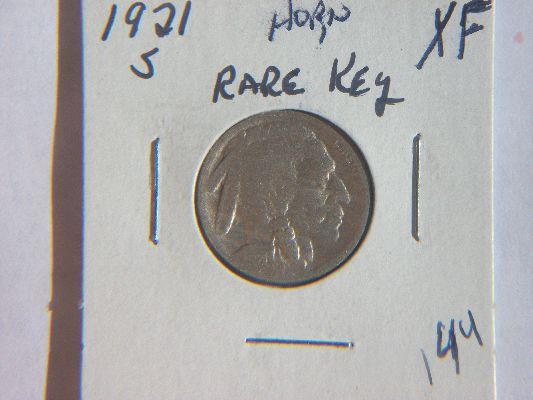 1921 HORN XF
S
RARE KEY
144